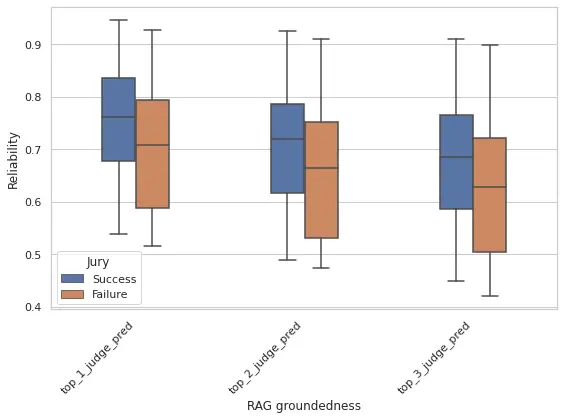 0.9
0.8
0.7
0.6
0.5
0.4
Reliability
Jury
Success
Failure
top_1_judge_pred
top_2_judge_pred
top_3_judge_pred
RAG groundedness